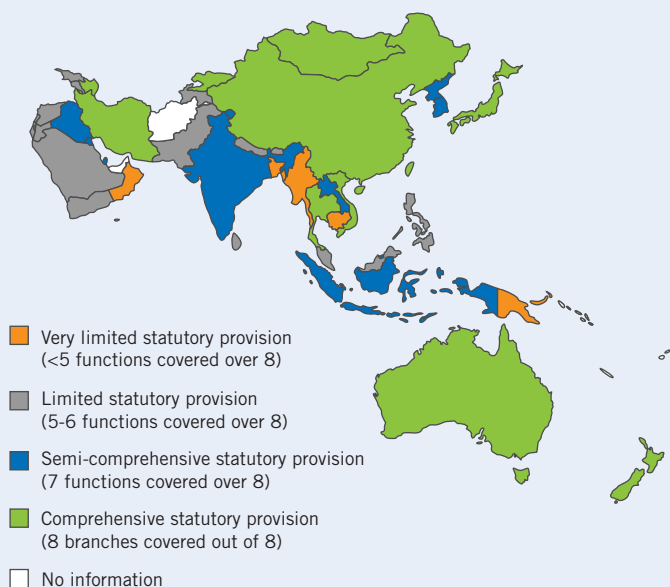 Very limited statutory provision
(<5 functions covered over 8)
Limited statutory provision
(5-6 functions covered over 8)
Semi-comprehensive statutory provision
(7 functions covered over 8)
Comprehensive statutory provision
(8 branches covered out of 8)
No information